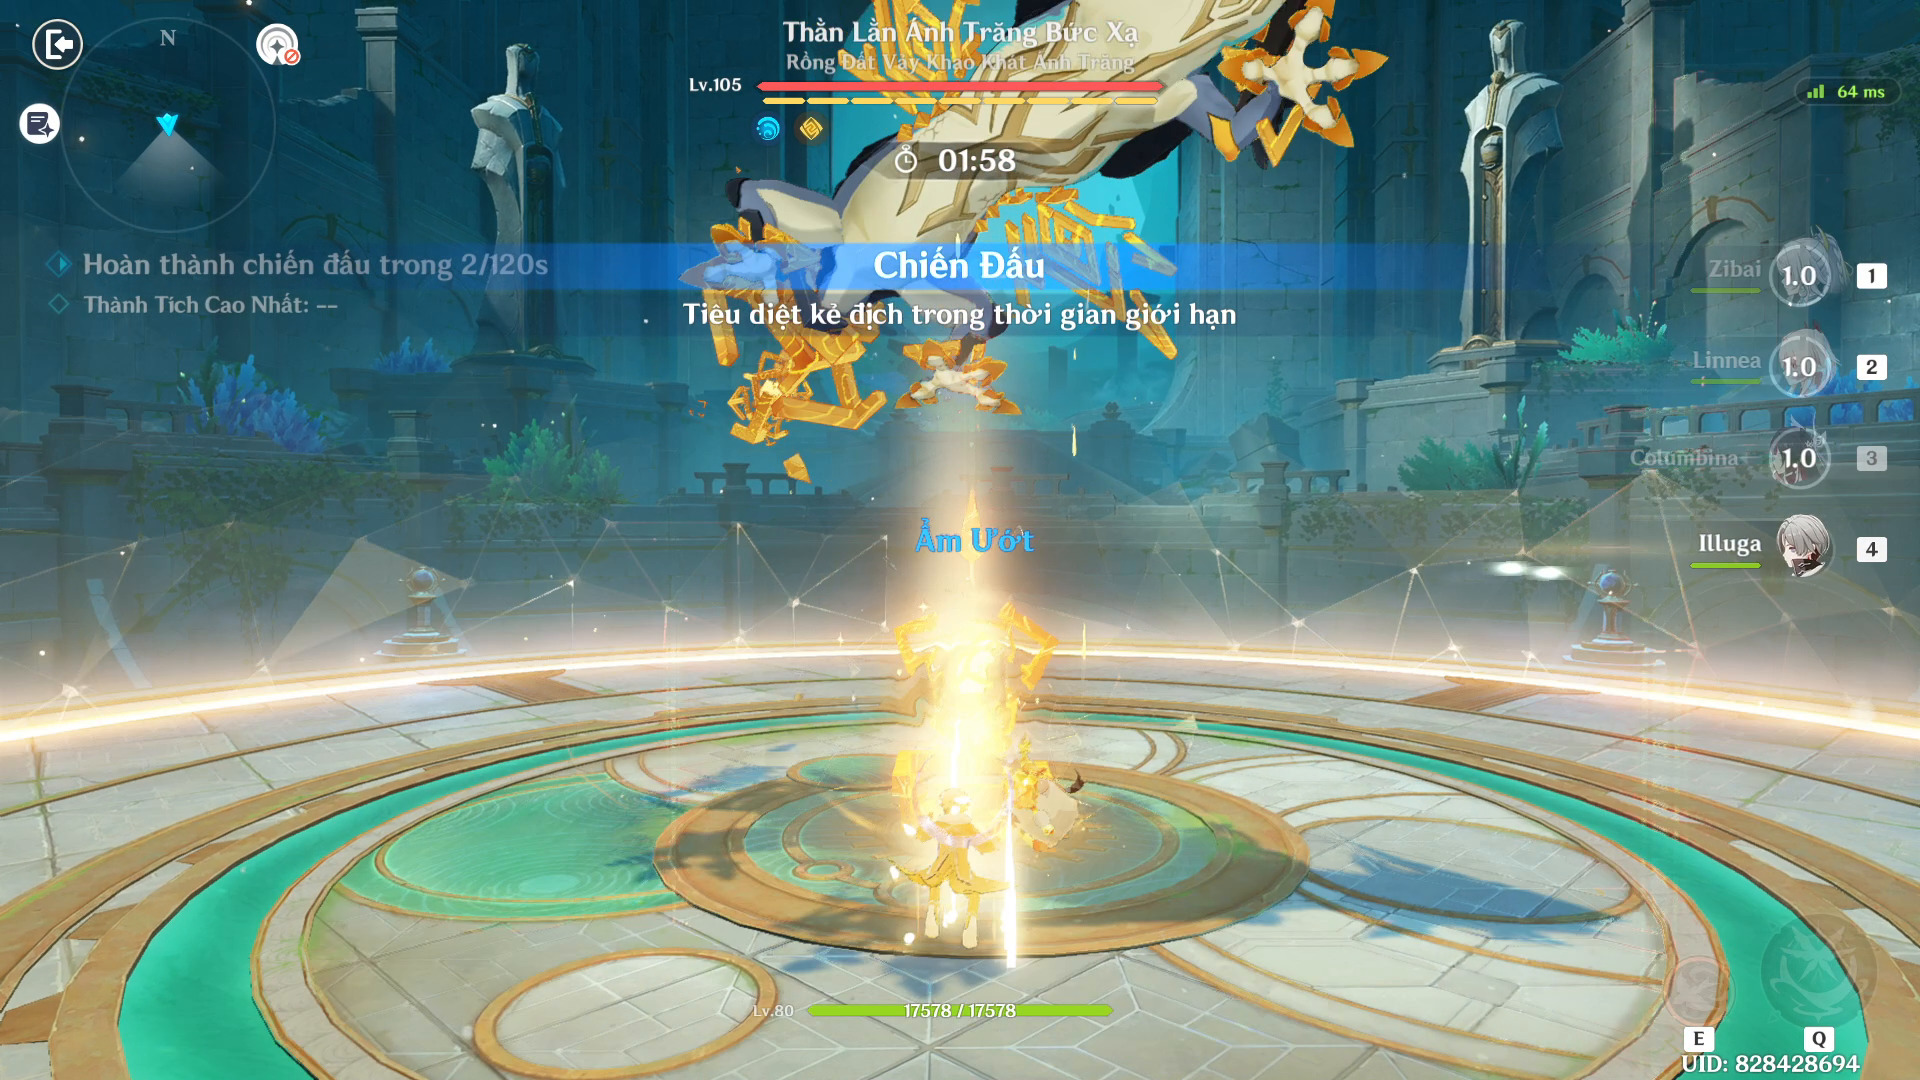 N
Thằn Lằn Ánh Trăng Bức Xạ
Rồng Đất Vảy Khao Khát Ánh Trăng
Lv.105
64 ms
01:58
Hoàn thành chiến đấu trong 2/120s
Thành Tích Cao Nhất: --
Chiến Đấu
Tiêu diệt kẻ địch trong thời gian giới hạn
Zibai 1.0 1
Linnea 1.0 2
Columbina 1.0 3
Illuga 4
Ẩm Ướt
Lv.80 17578 / 17578
E Q
UID: 828428694